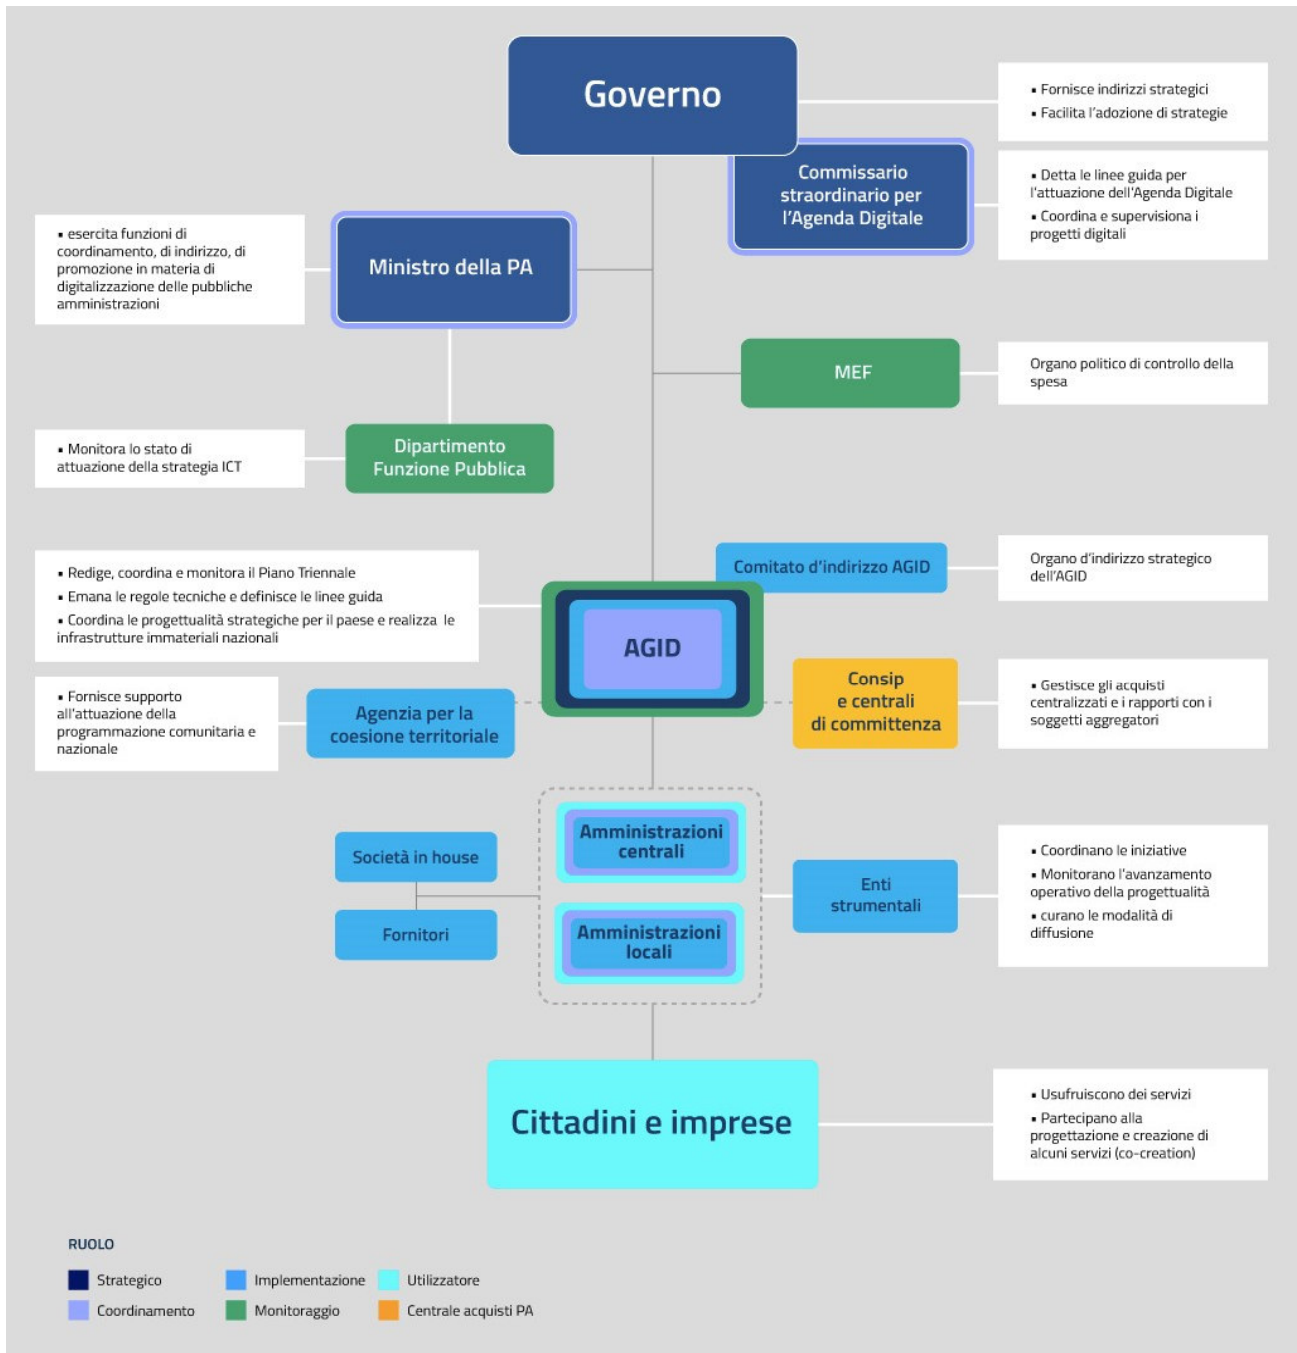 Governo
▪ Fornisce indirizzi strategici
▪ Facilita l'adozione di strategie
Commissario
straordinario per
l'Agenda Digitale
▪ Detta le linee guida per
l'attuazione dell'Agenda Digitale
▪ Coordina e supervisiona i
progetti digitali
▪ esercita funzioni di
coordinamento, di indirizzo, di
promozione in materia di
digitalizzazione delle pubbliche
amministrazioni
Ministro della PA
MEF
Organo politico di controllo della
spesa
▪ Monitora lo stato di
attuazione della strategia ICT
Dipartimento
Funzione Pubblica
Comitato d'indirizzo AGID
Organo d'indirizzo strategico
dell'AGID
▪ Redige, coordina e monitora il Piano Triennale
▪ Emana le regole tecniche e definisce le linee guida
▪ Coordina le progettualità strategiche per il paese e realizza le
infrastrutture immateriali nazionali
AGID
▪ Fornisce supporto
all'attuazione della
programmazione comunitaria e
nazionale
Agenzia per la
coesione territoriale
Consip
e centrali
di committenza
▪ Gestisce gli acquisti
centralizzati e i rapporti con i
soggetti aggregatori
Società in house
Fornitori
Amministrazioni
centrali
Amministrazioni
locali
Enti
strumentali
▪ Coordinano le iniziative
▪ Monitorano l'avanzamento
operativo della progettualità
▪ curano le modalità di
diffusione
Cittadini e imprese
▪ Usufruiscono dei servizi
▪ Partecipano alla
progettazione e creazione di
alcuni servizi (co-creation)
RUOLO
Strategico
Implementazione
Utilizzatore
Coordinamento
Monitoraggio
Centrale acquisti PA